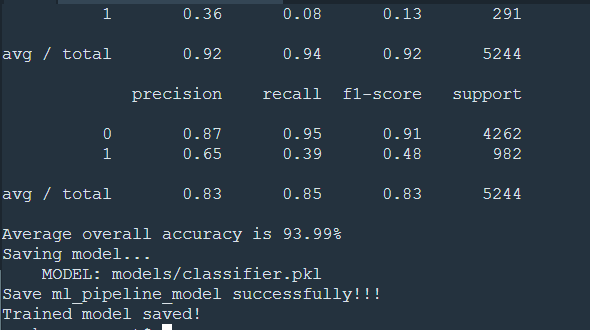 1 0.36 0.08 0.13 291
avg / total 0.92 0.94 0.92 5244
precision recall f1-score support
0 0.87 0.95 0.91 4262
1 0.65 0.39 0.48 982
avg / total 0.83 0.85 0.83 5244
Average overall accuracy is 93.99%
Saving model...
MODEL: models/classifier.pkl
Save ml_pipeline_model successfully!!!
Trained model saved!